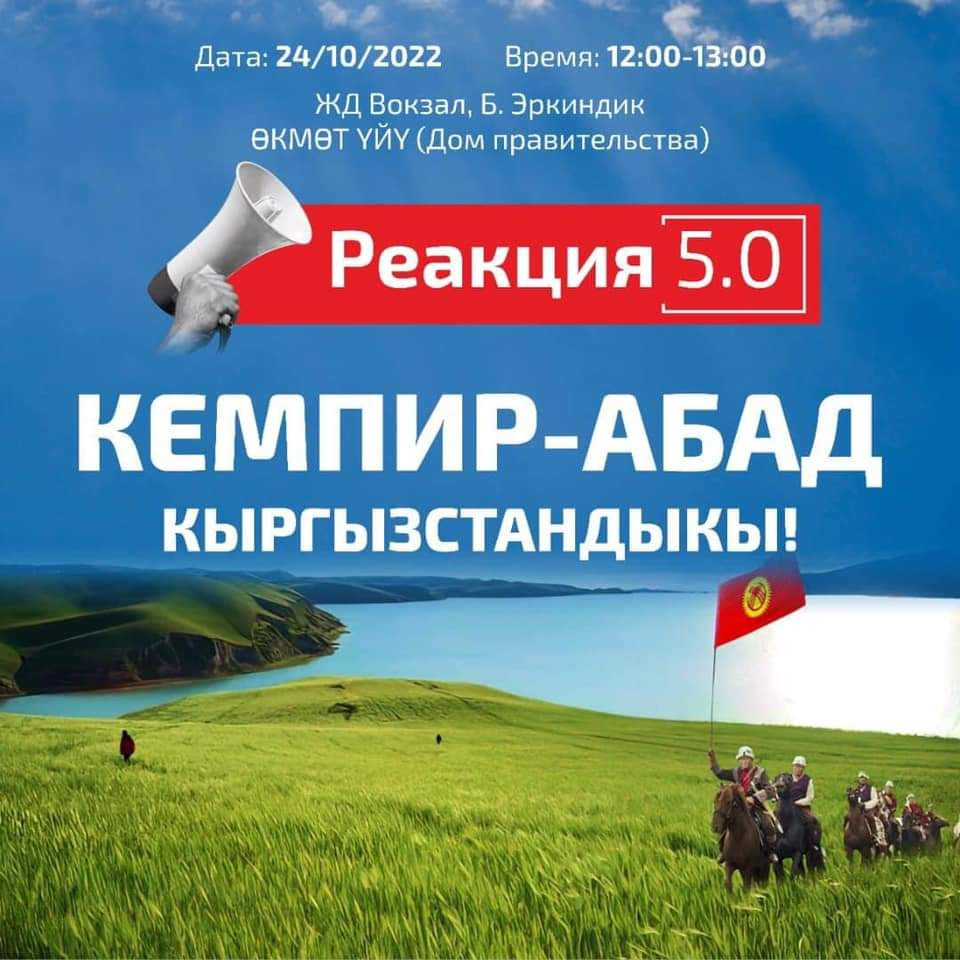 Дата: 24/10/2022 Время: 12:00-13:00
ЖД Вокзал, Б. Эркиндик
ӨКМӨТ ҮЙҮ (Дом правительства)
Реакция 5.0
КЕМПИР-АБАД
КЫРГЫЗСТАНДЫКЫ!